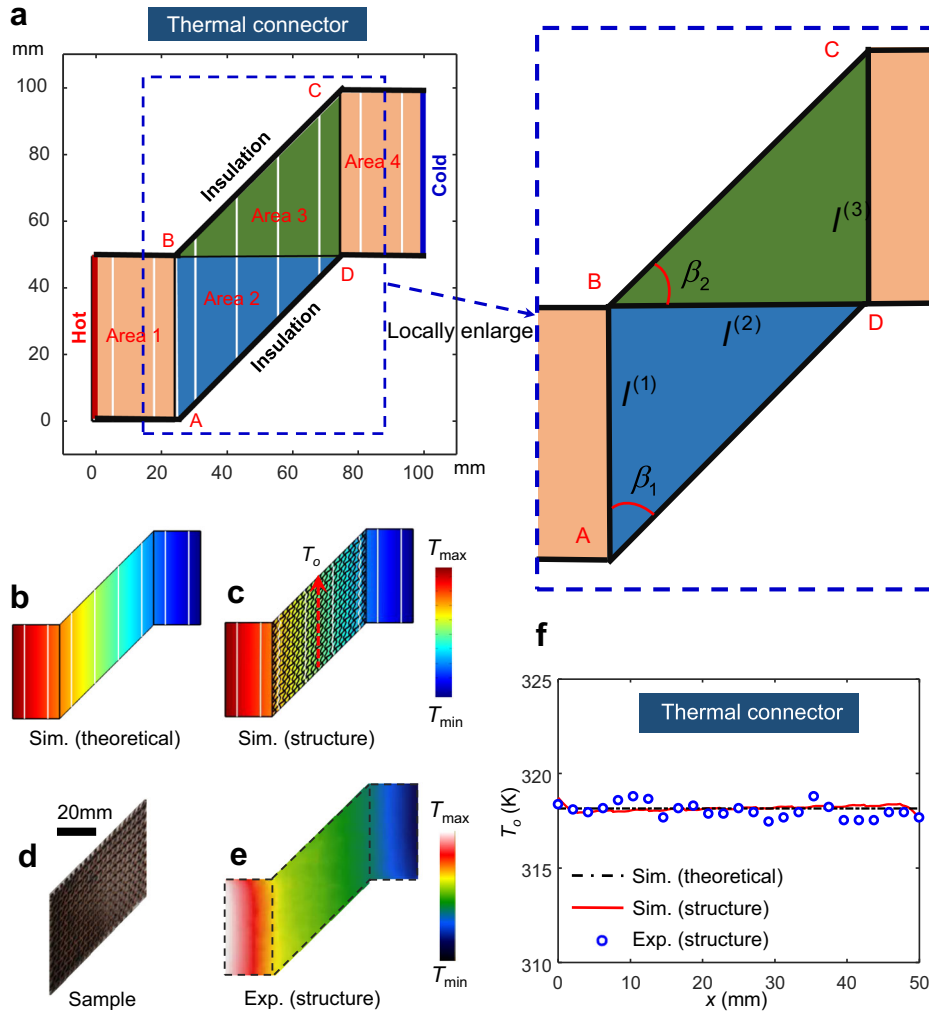 a
Thermal connector
mm
100
80
60
40
20
0
0
20
40
60
80
100
mm
C
Insulation
Area 4
Cold
Area 3
B
D
Area 2
Hot
Area 1
Insulation
A
Locally enlarge
C
l(3)
β2
B
D
l(2)
l(1)
β1
A
b
Sim. (theoretical)
c
To
Sim. (structure)
Tmax
Tmin
d
20mm
Sample
e
Exp. (structure)
Tmax
Tmin
f
Thermal connector
325
320
315
310
To (K)
Sim. (theoretical)
Sim. (structure)
Exp. (structure)
0
10
20
30
40
50
x (mm)